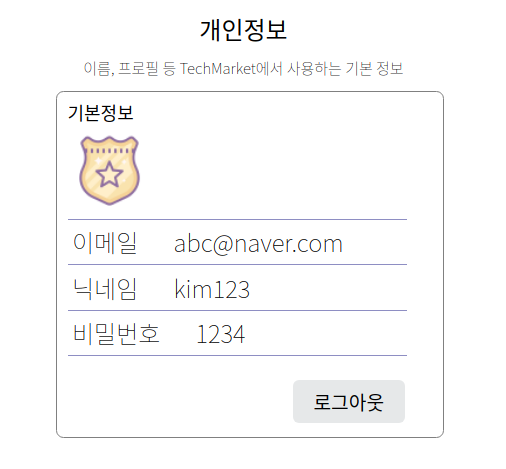 개인정보
이름, 프로필 등 TechMarket에서 사용하는 기본 정보
기본정보
이메일 abc@naver.com
닉네임 kim123
비밀번호 1234
로그아웃